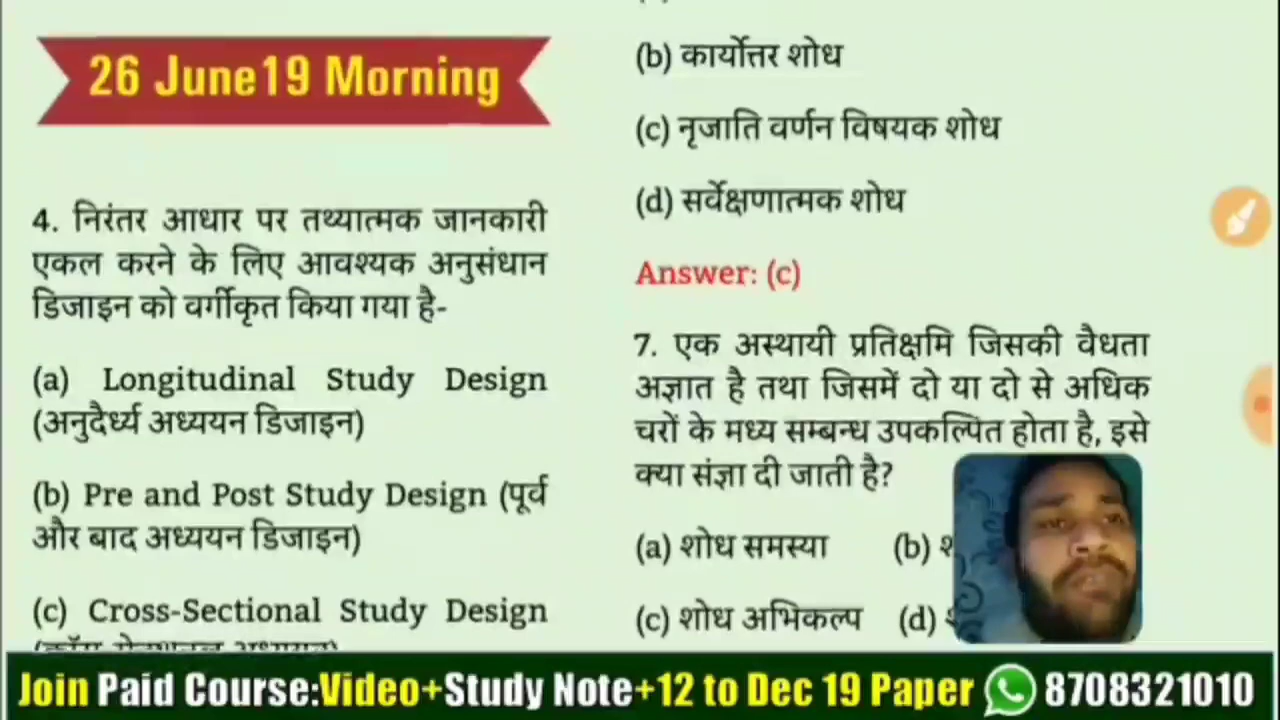 26 June19 Morning
4. निरंतर आधार पर तथ्यात्मक जानकारी
एकल करने के लिए आवश्यक अनुसंधान
डिजाइन को वर्गीकृत किया गया है-
(a) Longitudinal Study Design
(अनुदैर्ध्य अध्ययन डिजाइन)
(b) Pre and Post Study Design (पूर्व
और बाद अध्ययन डिजाइन)
(c) Cross-Sectional Study Design
(b) कार्योत्तर शोध
(c) नृजाति वर्णन विषयक शोध
(d) सर्वेक्षणात्मक शोध
Answer: (c)
7. एक अस्थायी प्रतिक्षमि जिसकी वैधता
अज्ञात है तथा जिसमें दो या दो से अधिक
चरों के मध्य सम्बन्ध उपकल्पित होता है, इसे
क्या संज्ञा दी जाती है?
(a) शोध समस्या (b)
(c) शोध अभिकल्प (d)
Join Paid Course:Video+Study Note+12 to Dec 19 Paper 8708321010